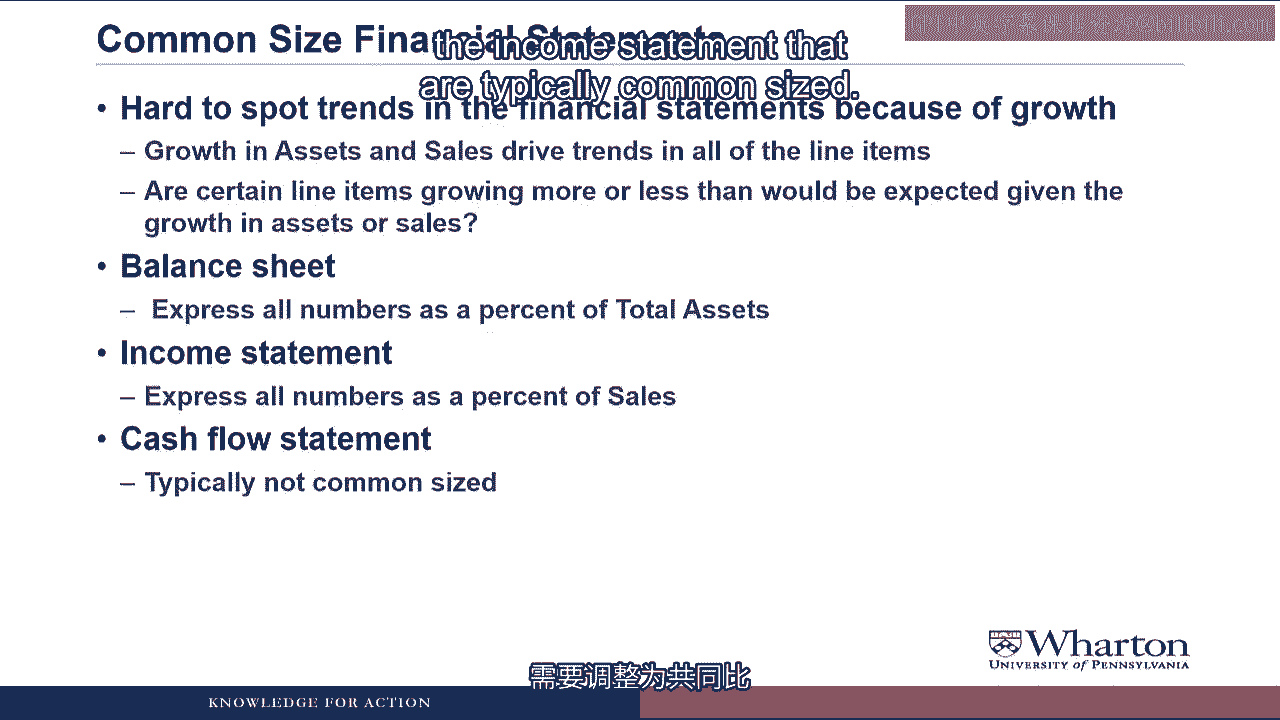 Common Size Financial Statements
the income statement that
are typically common sized.
• Hard to spot trends in the financial statements because of growth
– Growth in Assets and Sales drive trends in all of the line items
– Are certain line items growing more or less than would be expected given the
growth in assets or sales?
• Balance sheet
– Express all numbers as a percent of Total Assets
• Income statement
– Express all numbers as a percent of Sales
• Cash flow statement
– Typically not common sized
Wharton
UNIVERSITY of PENNSYLVANIA
需要调整为共同比
KNOWLEDGE FOR ACTION